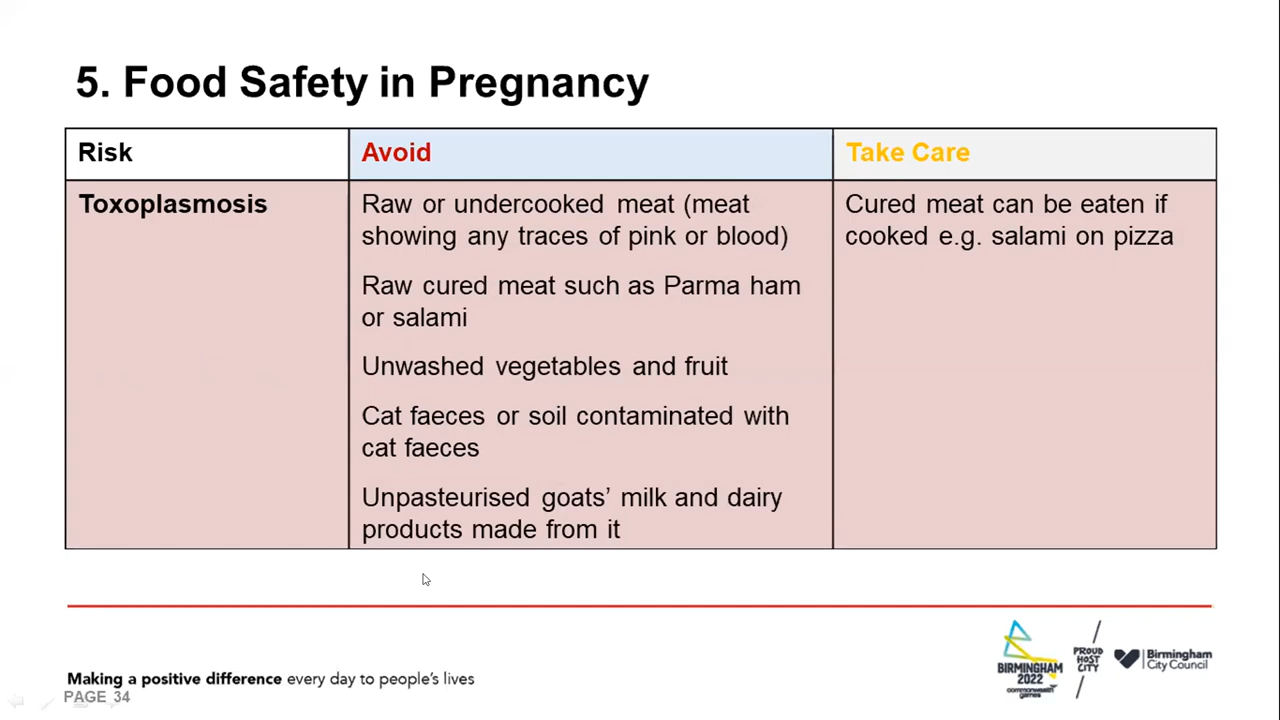 5. Food Safety in Pregnancy
Risk
Avoid
Take Care
Toxoplasmosis
Raw or undercooked meat (meat
showing any traces of pink or blood)
Raw cured meat such as Parma ham
or salami
Unwashed vegetables and fruit
Cat faeces or soil contaminated with
cat faeces
Unpasteurised goats’ milk and dairy
products made from it
Cured meat can be eaten if
cooked e.g. salami on pizza
Making a positive difference every day to people’s lives
PAGE 34
BIRMINGHAM
2022
commonwealth
games
PROUD
HOST
CITY
Birmingham
City Council